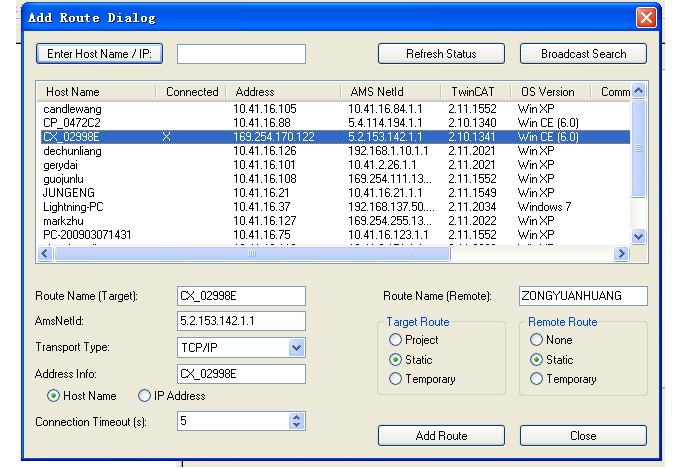 Add Route Dialog
Enter Host Name / IP: Refresh Status Broadcast Search
Host Name Connected Address AMS NetId TwinCAT OS Version Comm
candlewang 10.41.16.105 10.41.16.84.1.1 2.11.1552 Win XP
CP_0472C2 10.41.16.88 5.4.114.194.1.1 2.10.1340 Win CE (6.0)
CX_02998E X 169.254.170.122 5.2.153.142.1.1 2.10.1341 Win CE (6.0)
dechunliang 10.41.16.126 192.168.1.10.1.1 2.11.2021 Win XP
gerydai 10.41.16.101 10.41.2.26.1.1 2.11.2021 Win XP
guojunlu 10.41.16.108 169.254.111.13... 2.11.1552 Win XP
JUNGENG 10.41.16.21 10.41.16.21.1.1 2.11.1549 Win XP
Lightning-PC 10.41.16.37 192.168.137.50.... 2.11.2034 Windows 7
markzhu 10.41.16.127 169.254.255.13... 2.11.2022 Win XP
PC-200903071431 10.41.16.75 10.41.16.123.1.1 2.11.1552 Win XP
Route Name (Target): CX_02998E Route Name (Remote): ZONGYUANHUANG
AmsNetId: 5.2.153.142.1.1 Target Route Remote Route
Project None
Transport Type: TCP/IP
Static Static
Address Info: CX_02998E Temporary Temporary
Host Name IP Address
Connection Timeout (s): 5
Add Route Close